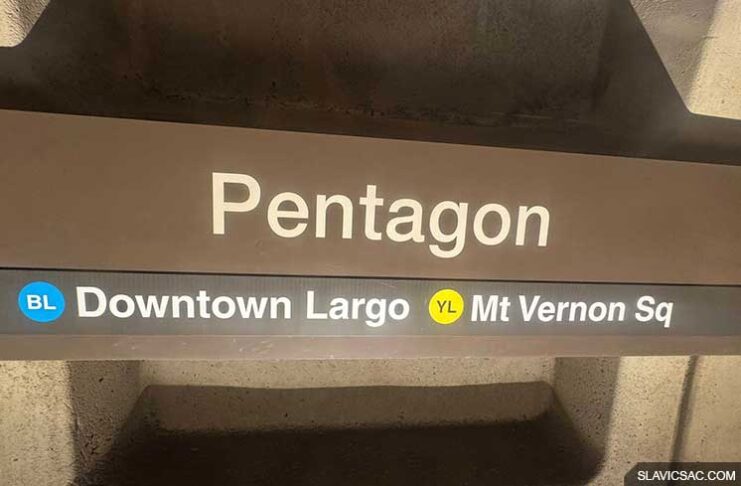 Pentagon
BL Downtown Largo YL Mt Vernon Sq
SLAVICSAC.COM